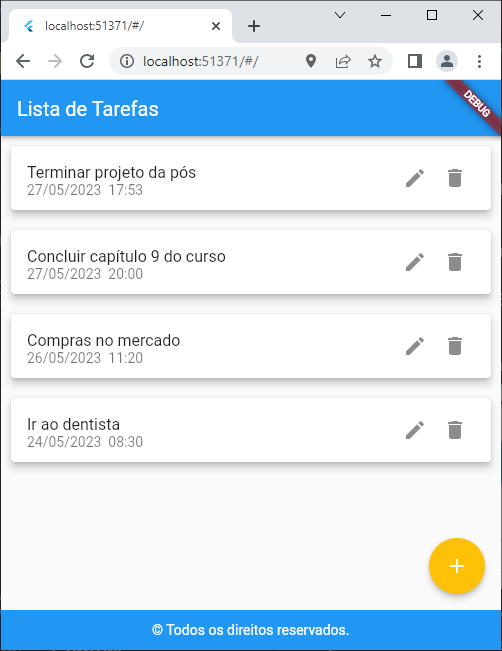 localhost:51371/#/
localhost:51371/#/
Lista de Tarefas
DEBUG
Terminar projeto da pós
27/05/2023 17:53
Concluir capítulo 9 do curso
27/05/2023 20:00
Compras no mercado
26/05/2023 11:20
Ir ao dentista
24/05/2023 08:30
© Todos os direitos reservados.